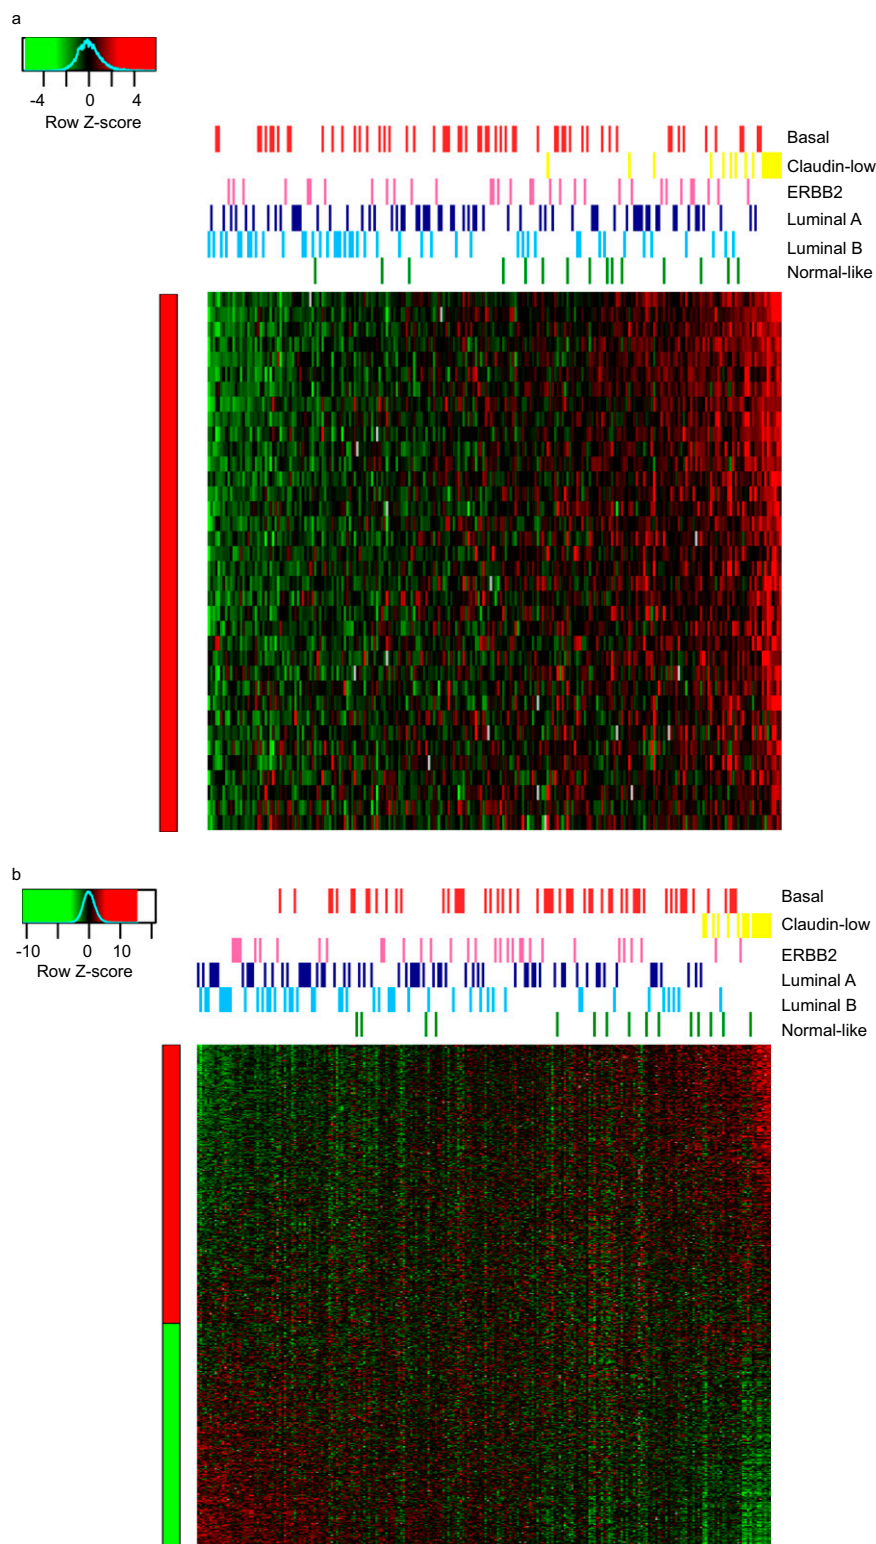 a
-4 0 4
Row Z-score
Basal
Claudin-low
ERBB2
Luminal A
Luminal B
Normal-like
b
-10 0 10
Row Z-score
Basal
Claudin-low
ERBB2
Luminal A
Luminal B
Normal-like